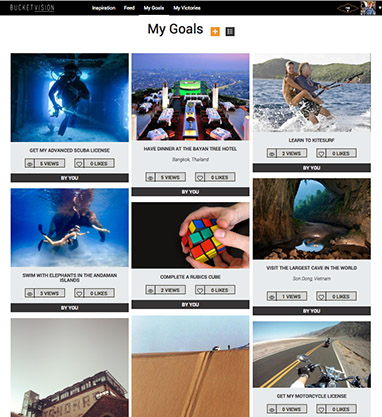 BUCKETVISION
Inspiration Feed My Goals My Victories
My Goals
GET MY ADVANCED SCUBA LICENSE
5 VIEWS 0 LIKES
BY YOU
SWIM WITH ELEPHANTS IN THE ANDAMAN
ISLANDS
3 VIEWS 0 LIKES
BY YOU
HAVE DINNER AT THE BAYAN TREE HOTEL
Bangkok, Thailand
5 VIEWS 0 LIKES
BY YOU
COMPLETE A RUBICS CUBE
2 VIEWS 0 LIKES
BY YOU
LEARN TO KITESURF
2 VIEWS 0 LIKES
BY YOU
VISIT THE LARGEST CAVE IN THE WORLD
Son Dong, Vietnam
1 VIEWS 0 LIKES
BY YOU
GET MY MOTORCYCLE LICENSE
0 VIEWS 0 LIKES